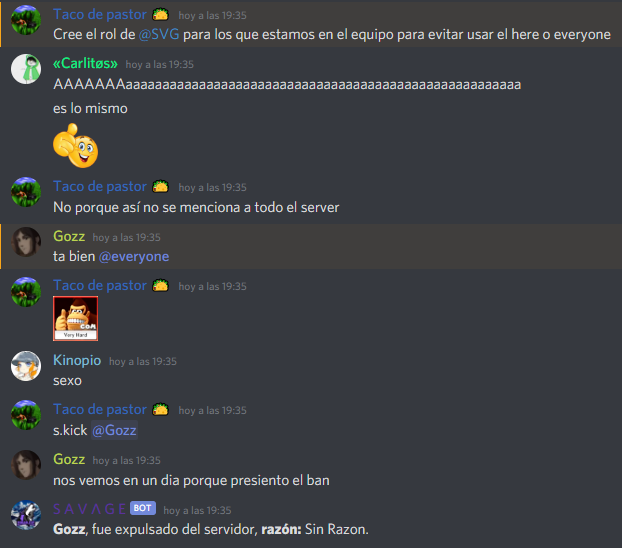 Taco de pastor 🌮 hoy a las 19:35
Cree el rol de @SVG para los que estamos en el equipo para evitar usar el here o everyone
«Carlitøs» hoy a las 19:35
AAAAAAAaaaaaaaaaaaaaaaaaaaaaaaaaaaaaaaaaaaaaaaaaaaaaaaaaaaaa
es lo mismo
Taco de pastor 🌮 hoy a las 19:35
No porque así no se menciona a todo el server
Gozz hoy a las 19:35
ta bien @everyone
Taco de pastor 🌮 hoy a las 19:35
COM
Very Hard
Kinopio hoy a las 19:35
sexo
Taco de pastor 🌮 hoy a las 19:35
s.kick @Gozz
Gozz hoy a las 19:35
nos vemos en un dia porque presiento el ban
S A V Λ G E BOT hoy a las 19:35
Gozz, fue expulsado del servidor, razón: Sin Razon.